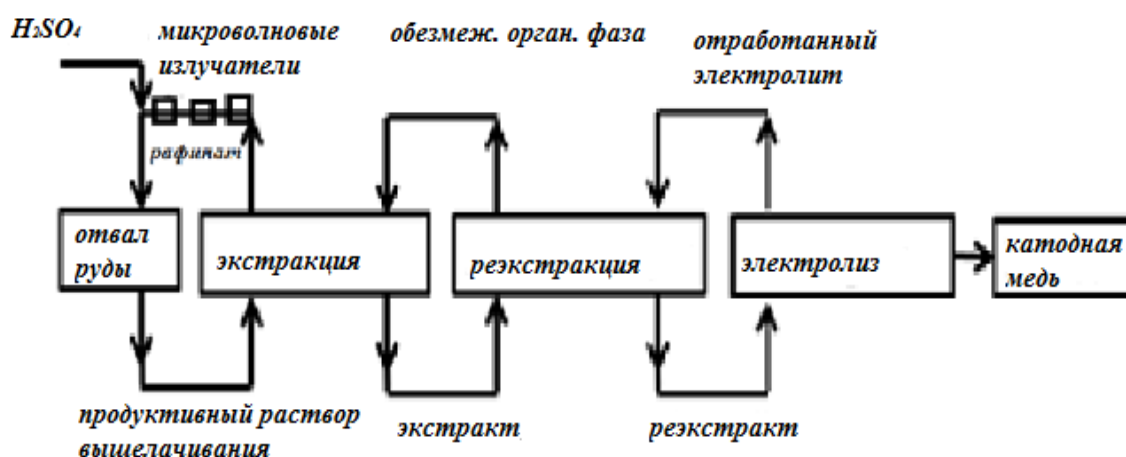 H₂SO₄
микроволновые
излучатели
обезмеж. орган. фаза
отработанный
электролит
рафинат
отвал
руды
экстракция
реэкстракция
электролиз
катодная
медь
продуктивный раствор
вышелачивания
экстракт
реэкстракт